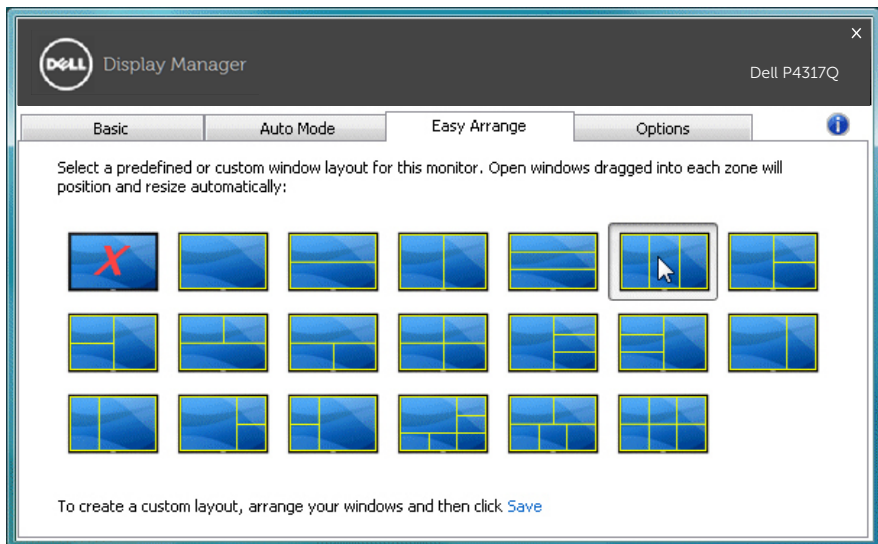 X
DELL Display Manager
Dell P4317Q
Basic Auto Mode Easy Arrange Options i
Select a predefined or custom window layout for this monitor. Open windows dragged into each zone will
position and resize automatically:
X
To create a custom layout, arrange your windows and then click Save